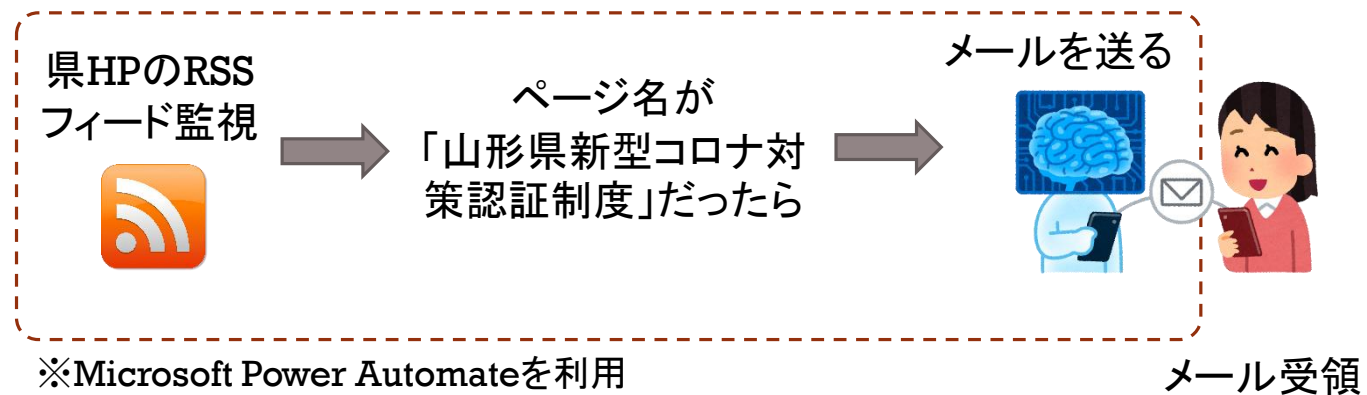 県HPのRSS
フィード監視
ページ名が
「山形県新型コロナ対
策認証制度」だったら
メールを送る
※Microsoft Power Automateを利用
メール受領